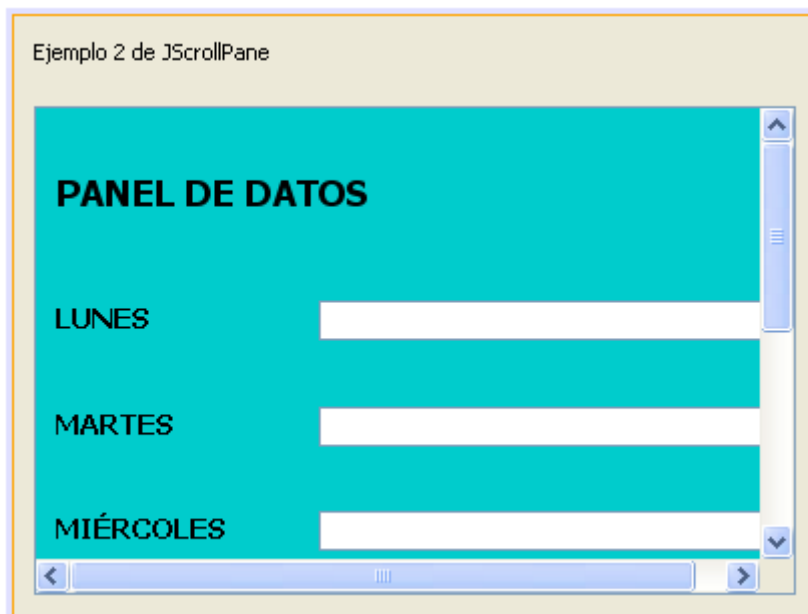 Ejemplo 2 de JScrollPane
PANEL DE DATOS
LUNES
MARTES
MIÉRCOLES